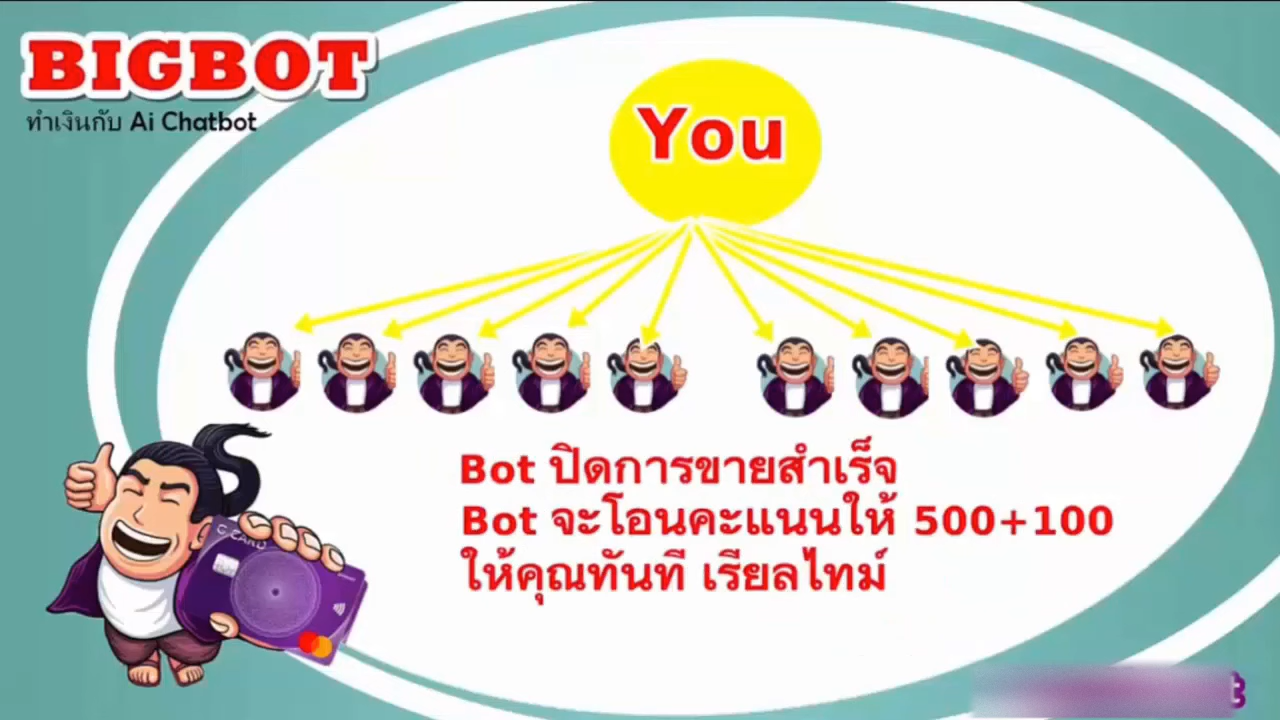 BIGBOT
ทำเงินกับ Ai Chatbot
You
Bot ปิดการขายสำเร็จ
Bot จะโอนคะแนนให้ 500+100
ให้คุณทันที เรียลไทม์